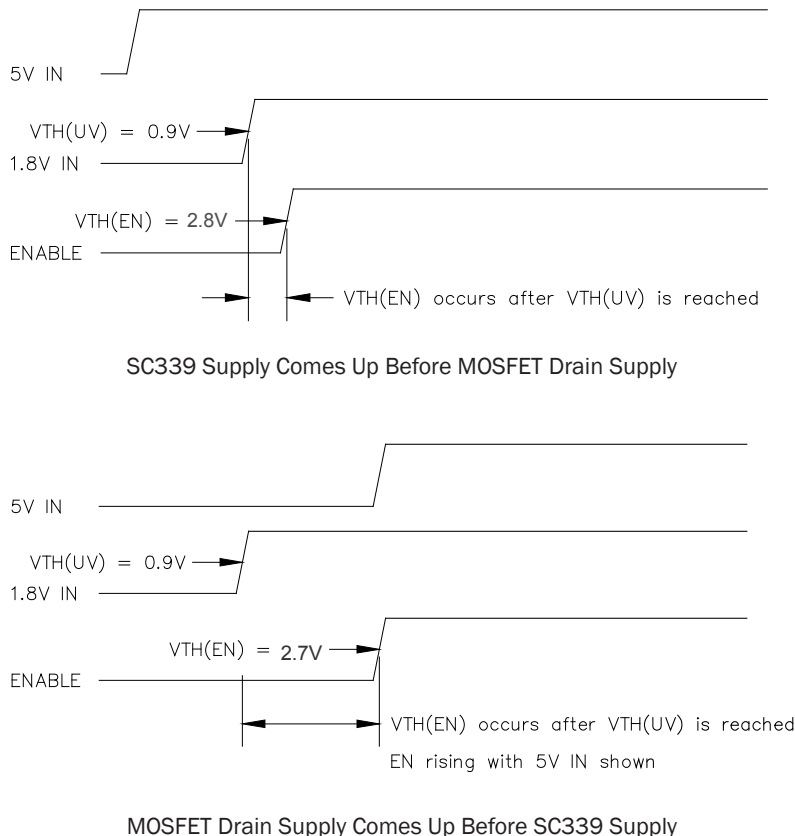 5V IN
VTH(UV) = 0.9V
1.8V IN
VTH(EN) = 2.8V
ENABLE
VTH(EN) occurs after VTH(UV) is reached
SC339 Supply Comes Up Before MOSFET Drain Supply
5V IN
VTH(UV) = 0.9V
1.8V IN
VTH(EN) = 2.7V
ENABLE
VTH(EN) occurs after VTH(UV) is reached
EN rising with 5V IN shown
MOSFET Drain Supply Comes Up Before SC339 Supply